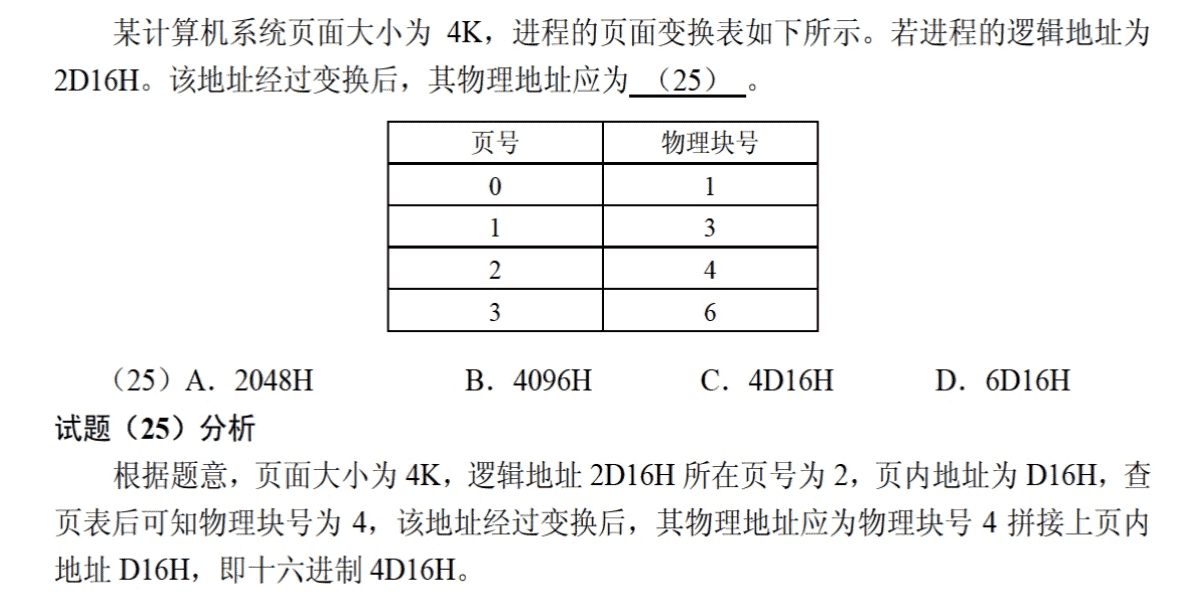 某计算机系统页面大小为 4K，进程的页面变换表如下所示。若进程的逻辑地址为
2D16H。该地址经过变换后，其物理地址应为 （25） 。
页号 物理块号
0 1
1 3
2 4
3 6
（25）A．2048H B．4096H C．4D16H D．6D16H
试题（25）分析
根据题意，页面大小为 4K，逻辑地址 2D16H 所在页号为 2，页内地址为 D16H，查
页表后可知物理块号为 4，该地址经过变换后，其物理地址应为物理块号 4 拼接上页内
地址 D16H，即十六进制 4D16H。